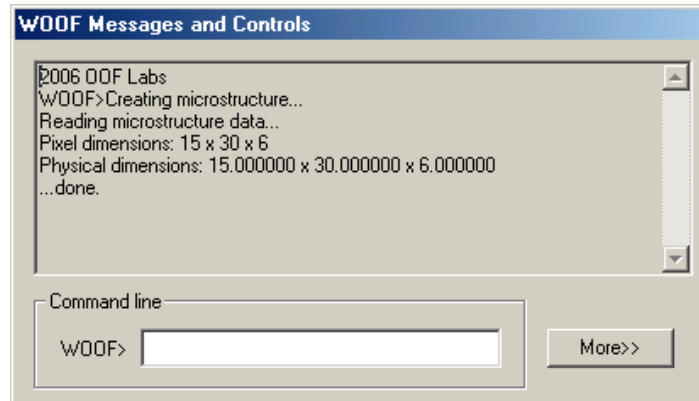 WOOF Messages and Controls
2006 OOF Labs
WOOF>Creating microstructure...
Reading microstructure data...
Pixel dimensions: 15 x 30 x 6
Physical dimensions: 15.000000 x 30.000000 x 6.000000
...done.
Command line
WOOF>
More>>